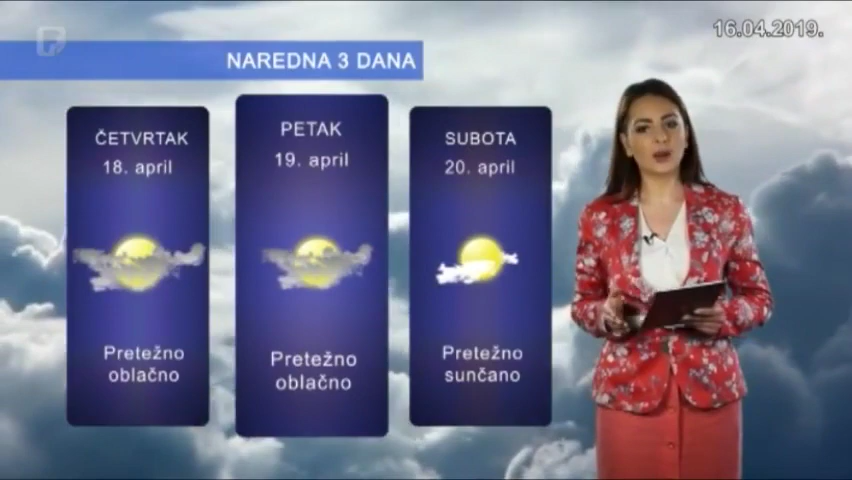 16.04.2019.
NAREDNA 3 DANA
ČETVRTAK
18. april
Pretežno
oblačno
PETAK
19. april
Pretežno
oblačno
SUBOTA
20. april
Pretežno
sunčano